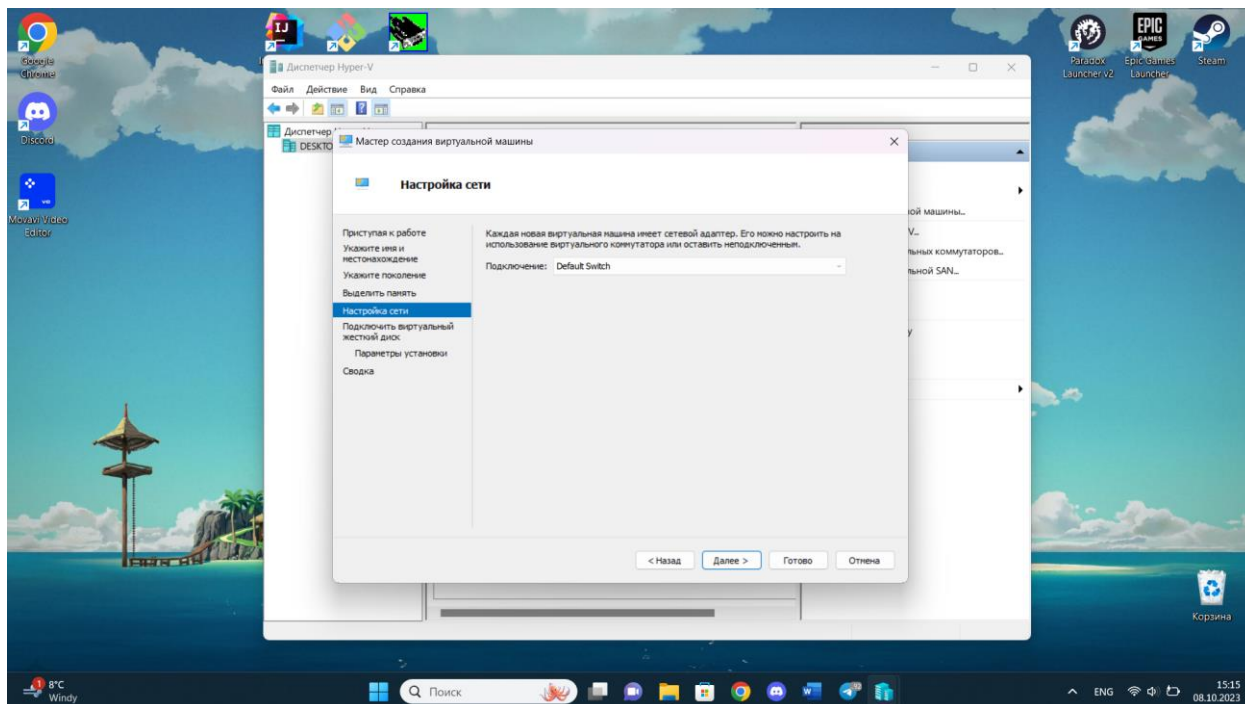 Google
Chrome
Discord
Movavi Video
Editor
IJ
EPIC
GAMES
Paradox
Launcher v2
Epic Games
Launcher
Steam
Диспетчер Hyper-V
Файл Действие Вид Справка
Диспетчер
DESKTO
Мастер создания виртуальной машины
Настройка сети
Приступая к работе
Укажите имя и
местонахождение
Укажите поколение
Выделить память
Настройка сети
Подключить виртуальный
жесткий диск
Параметры установки
Сводка
Каждая новая виртуальная машина имеет сетевой адаптер. Его можно настроить на
использование виртуального коммутатора или оставить неподключенным.
Подключение: Default Switch
< Назад
Далее >
Готово
Отмена
ой машины...
V...
льных коммутаторов...
льной SAN...
у
Корзина
1
8°C
Windy
Поиск
ENG
15:15
08.10.2023